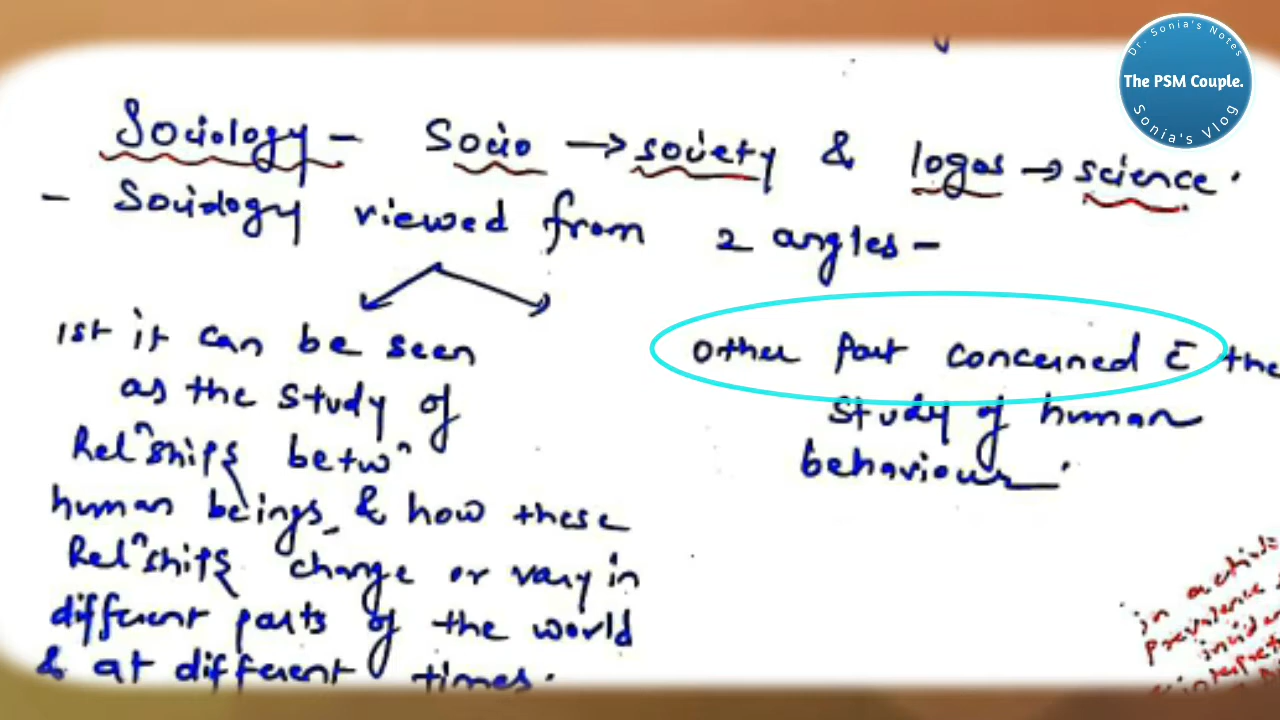 Dr. Sonia's Notes
The PSM Couple.
Sonia's Vlog
Sociology - Socio → society & logos → science.
- Sociology viewed from 2 angles -
1st it can be seen
as the study of
Relⁿships betwⁿ
human beings & how these
Relⁿships change or vary in
different parts of the world
& at different times.
Other part concerned c̄ the
study of human
behaviour.
in
prevalence